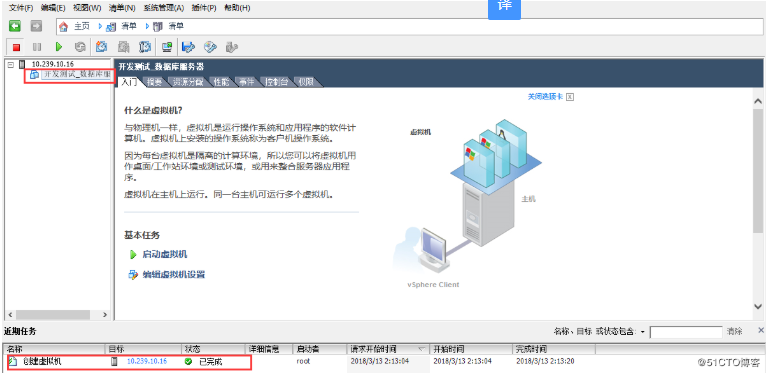 文件(F) 编辑(E) 视图(W) 清单(N) 系统管理(A) 插件(P) 帮助(H)
译
主页 清单 清单
10.239.10.16
开发测试_数据库服
开发测试_数据库服务器
入门 摘要 资源分配 性能 事件 控制台 权限
关闭选项卡 X
什么是虚拟机?
与物理机一样，虚拟机是运行操作系统和应用程序的软件计
算机。虚拟机上安装的操作系统称为客户机操作系统。
因为每台虚拟机是隔离的计算环境，所以您可以将虚拟机用
作桌面/工作站环境或测试环境，或用来整合服务器应用程
序。
虚拟机在主机上运行。同一台主机可运行多个虚拟机。
虚拟机
主机
vSphere Client
基本任务
启动虚拟机
编辑虚拟机设置
近期任务
名称、目标 或状态包含: 清除
名称 目标 状态 详细信息 启动者 请求开始时间 开始时间 完成时间
创建虚拟机 10.239.10.16 已完成 root 2018/3/13 2:13:04 2018/3/13 2:13:04 2018/3/13 2:13:20
@51CTO博客